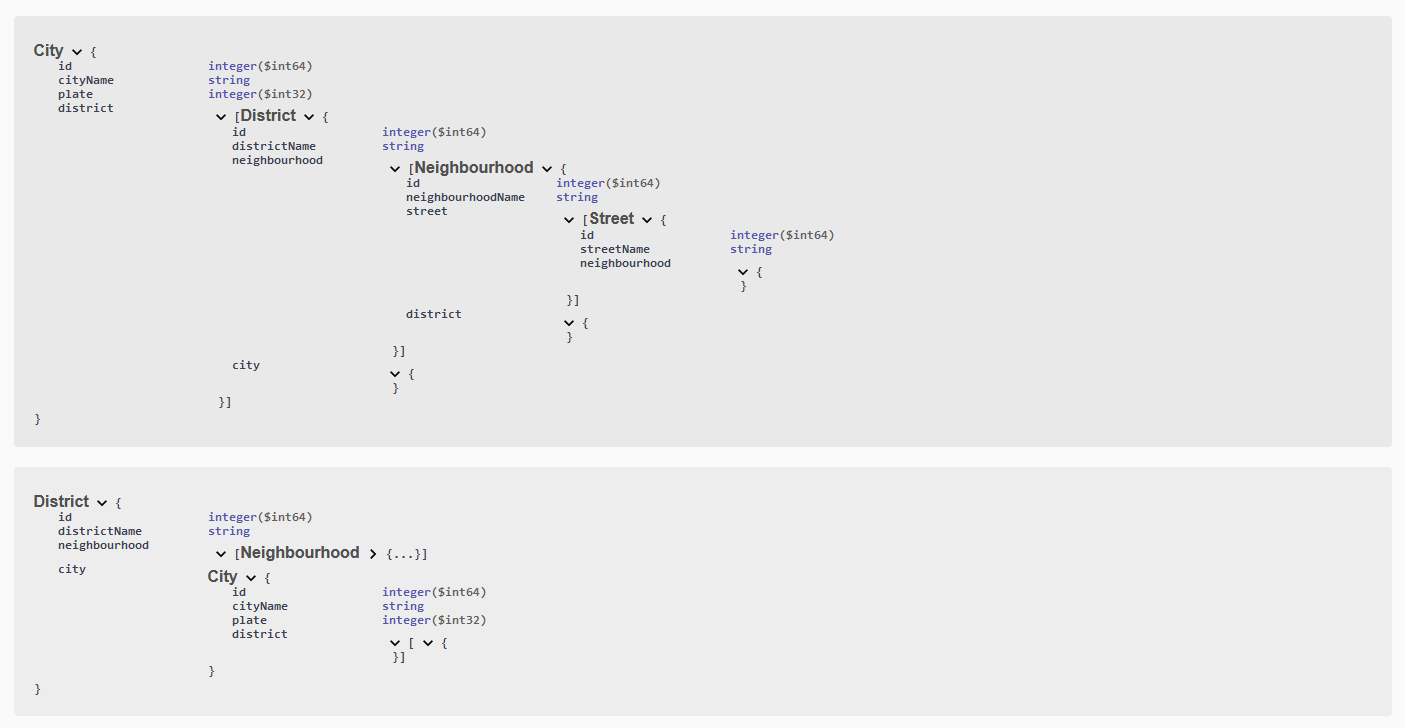 City {
id integer($int64)
cityName string
plate integer($int32)
district
[District {
id integer($int64)
districtName string
neighbourhood
[Neighbourhood {
id integer($int64)
neighbourhoodName string
street
[Street {
id integer($int64)
streetName string
neighbourhood
{
}
}]
district
{
}
}]
city
{
}
}]
}
District {
id integer($int64)
districtName string
neighbourhood
[Neighbourhood {...}]
city
City {
id integer($int64)
cityName string
plate integer($int32)
district
[ {
}]
}
}